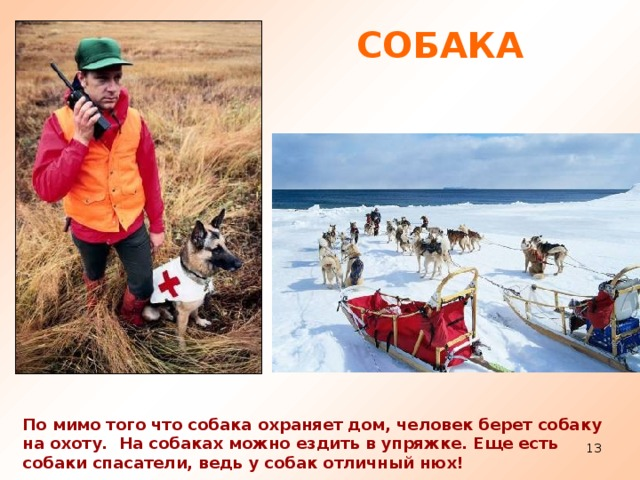 СОБАКА
По мимо того что собака охраняет дом, человек берет собаку
на охоту.  На собаках можно ездить в упряжке. Еще есть
собаки спасатели, ведь у собак отличный нюх!
13